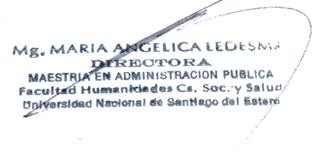 Mg. MARIA ANGELICA LEDESMA
DIRECTORA
MAESTRIA EN ADMINISTRACION PUBLICA
Facultad Humanidades Cs. Soc. y Salud
Universidad Nacional de Santiago del Estero